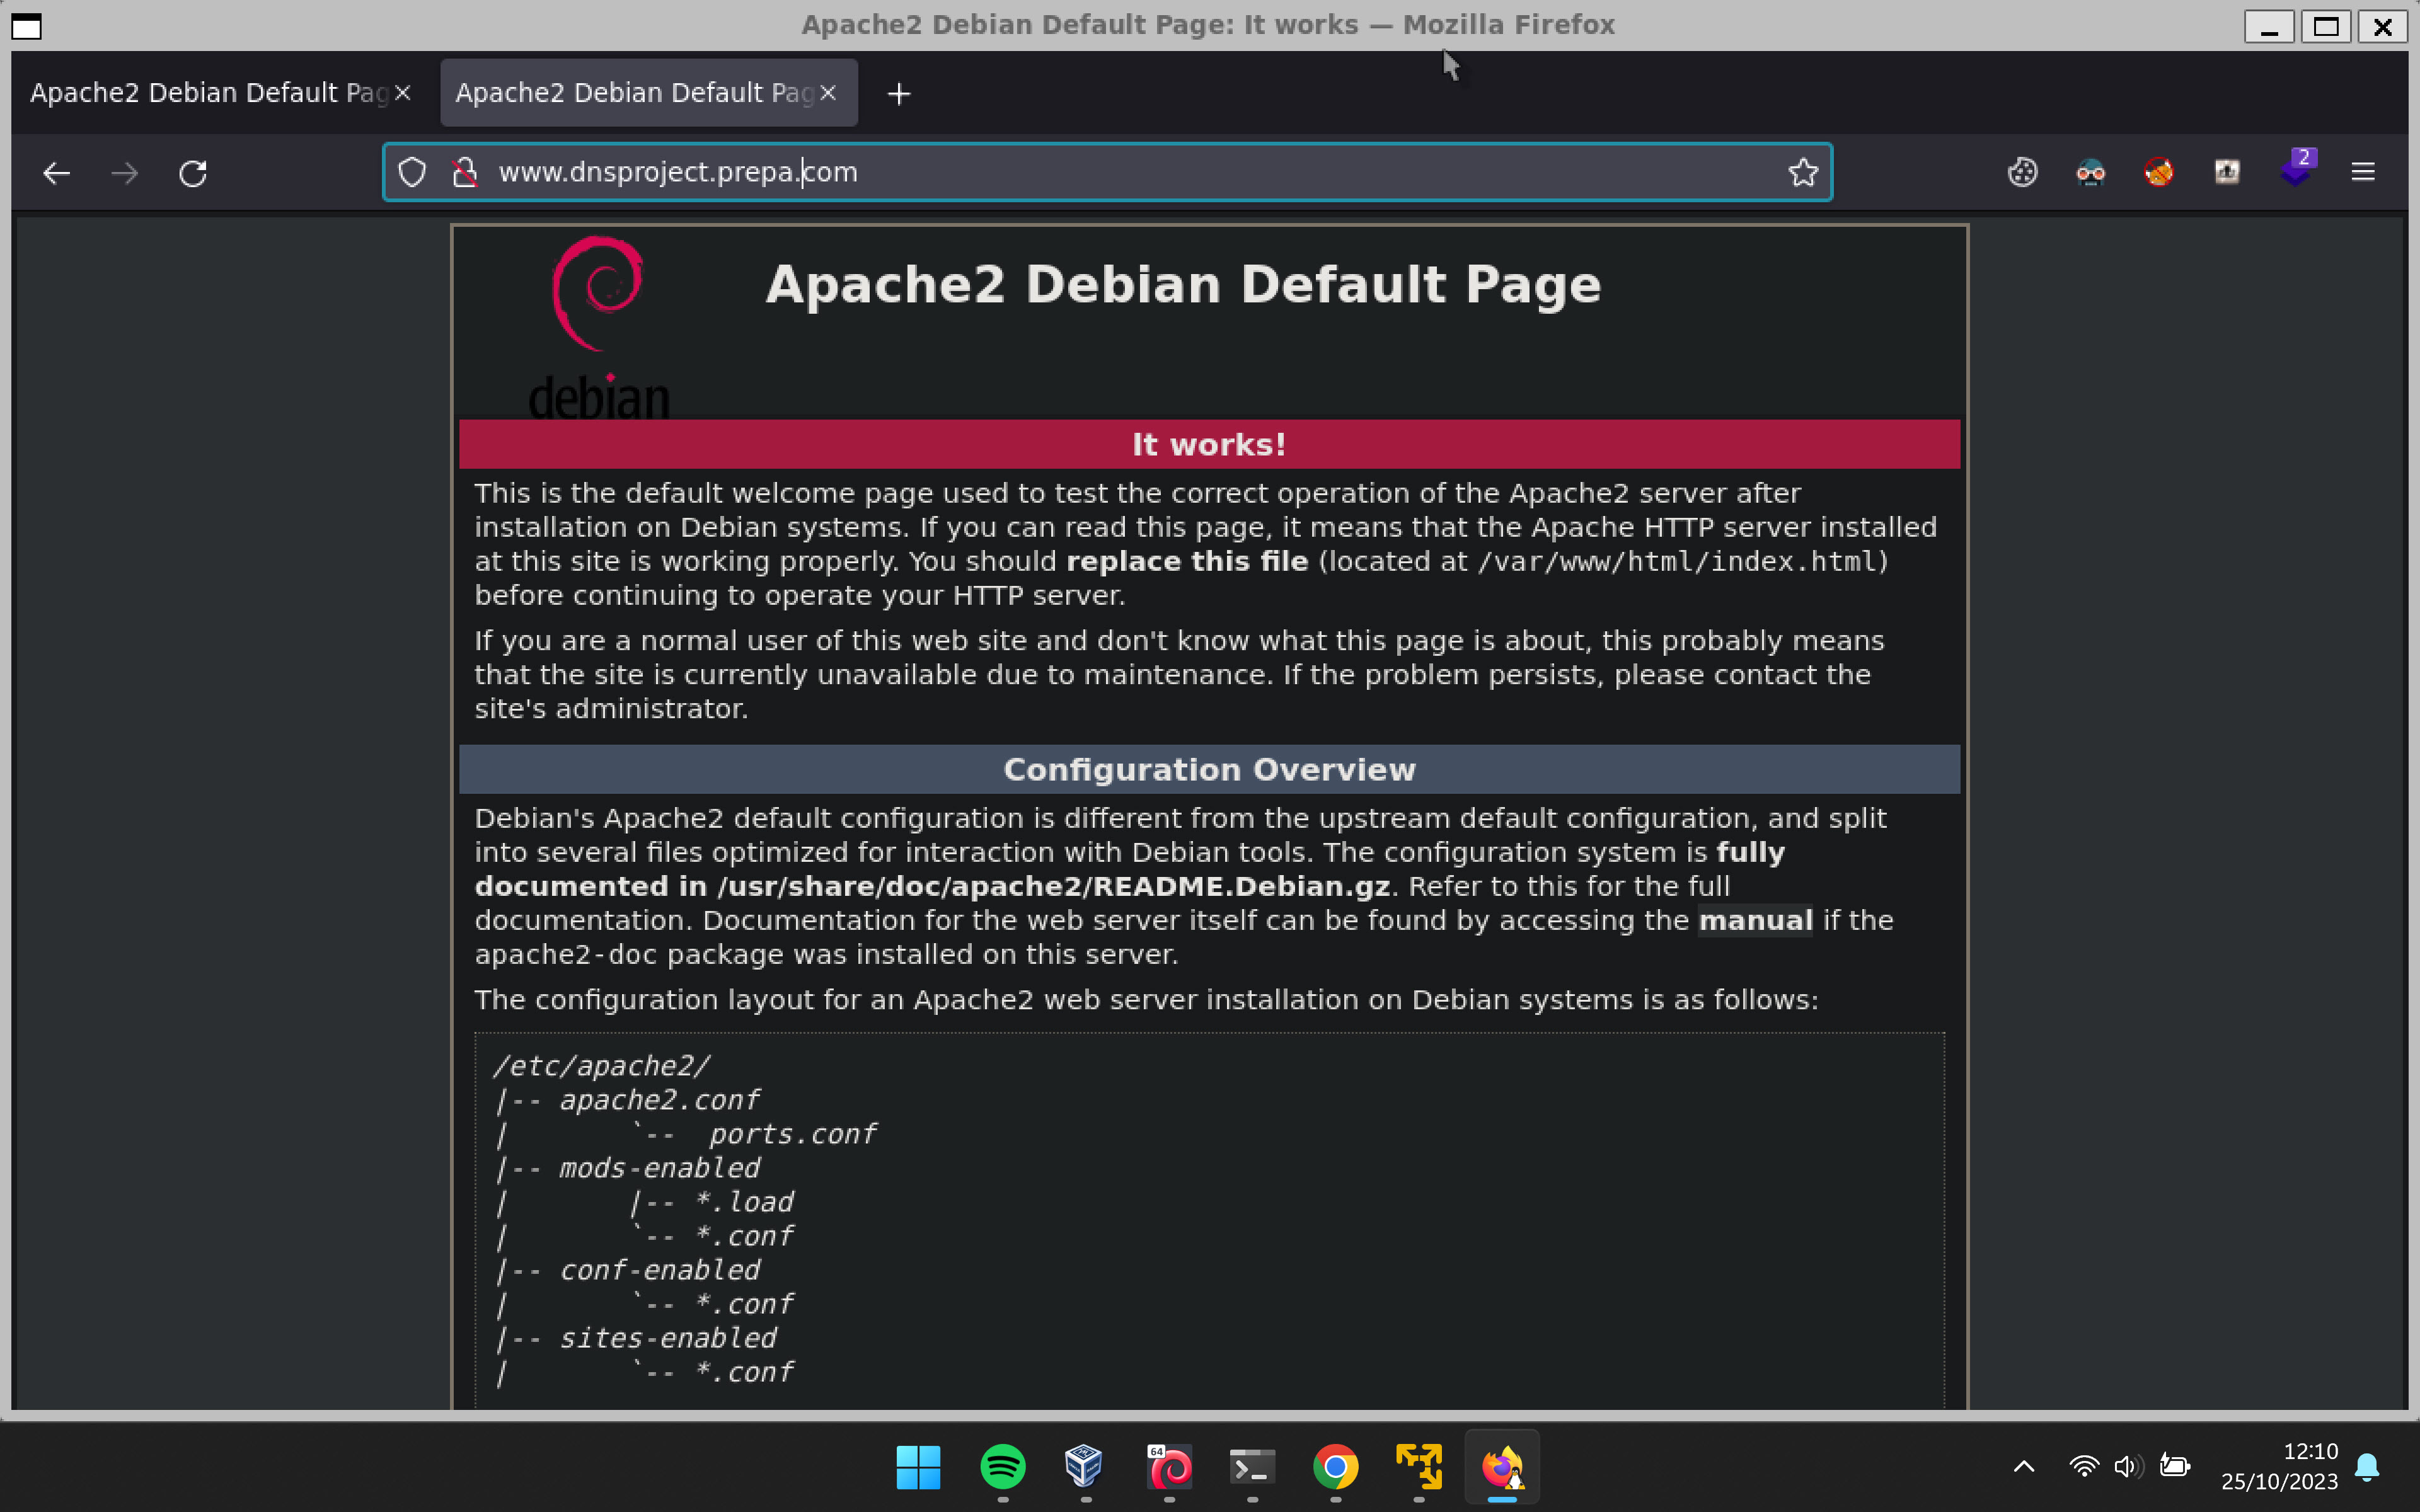 Apache2 Debian Default Page: It works — Mozilla Firefox
Apache2 Debian Default Pag
Apache2 Debian Default Pag
www.dnsproject.prepa.com
2
debian
Apache2 Debian Default Page
It works!
This is the default welcome page used to test the correct operation of the Apache2 server after
installation on Debian systems. If you can read this page, it means that the Apache HTTP server installed
at this site is working properly. You should replace this file (located at /var/www/html/index.html)
before continuing to operate your HTTP server.
If you are a normal user of this web site and don't know what this page is about, this probably means
that the site is currently unavailable due to maintenance. If the problem persists, please contact the
site's administrator.
Configuration Overview
Debian's Apache2 default configuration is different from the upstream default configuration, and split
into several files optimized for interaction with Debian tools. The configuration system is fully
documented in /usr/share/doc/apache2/README.Debian.gz. Refer to this for the full
documentation. Documentation for the web server itself can be found by accessing the manual if the
apache2-doc package was installed on this server.
The configuration layout for an Apache2 web server installation on Debian systems is as follows:
/etc/apache2/
|-- apache2.conf
|       `--  ports.conf
|-- mods-enabled
|       |-- *.load
|       `-- *.conf
|-- conf-enabled
|       `-- *.conf
|-- sites-enabled
|       `-- *.conf
64
12:10
25/10/2023